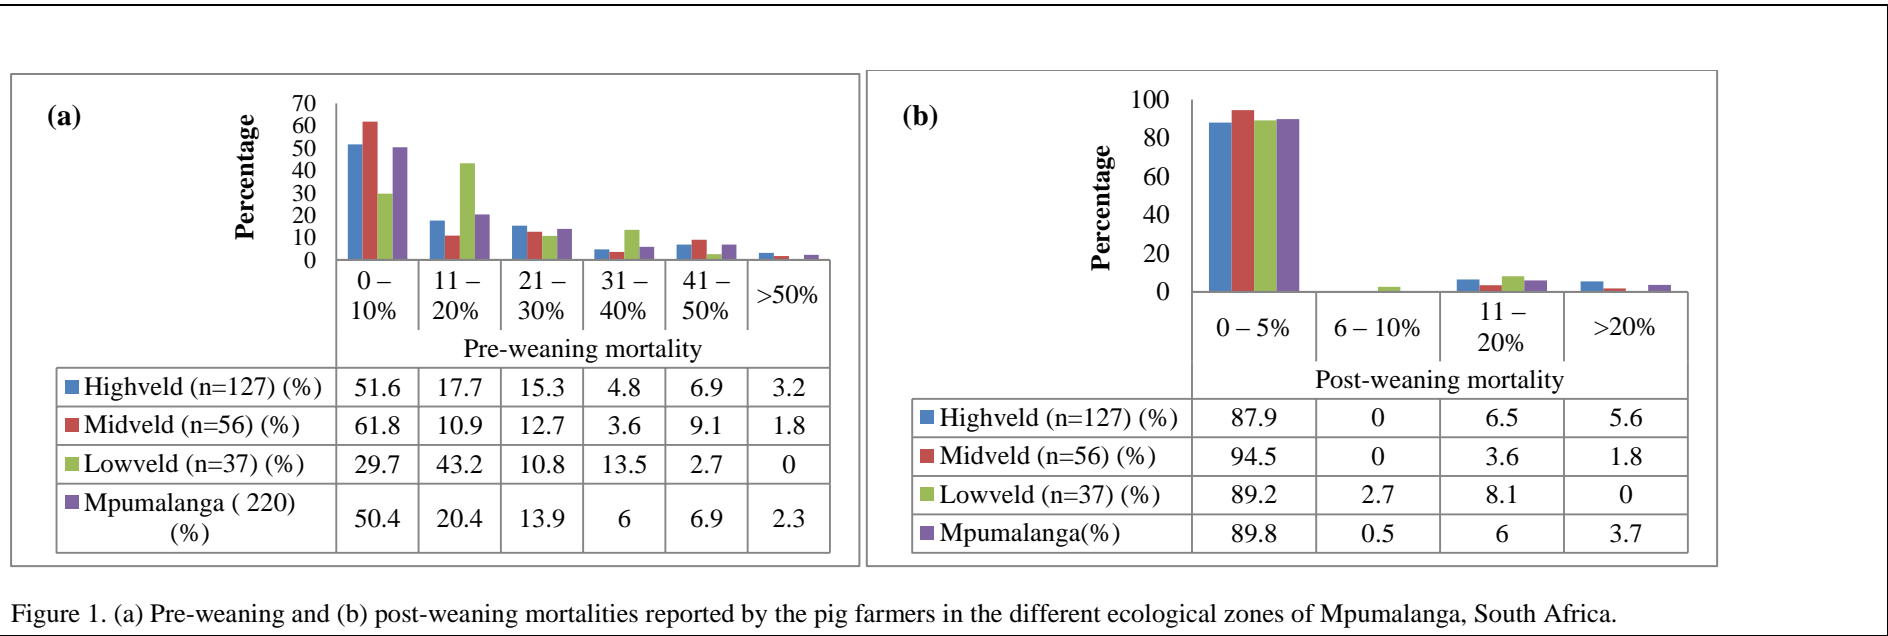 (a)
Percentage
70
60
50
40
30
20
10
0
0 – 11 – 21 – 31 – 41 – >50%
10% 20% 30% 40% 50%
Pre-weaning mortality
Highveld (n=127) (%) 51.6 17.7 15.3 4.8 6.9 3.2
Midveld (n=56) (%) 61.8 10.9 12.7 3.6 9.1 1.8
Lowveld (n=37) (%) 29.7 43.2 10.8 13.5 2.7 0
Mpumalanga ( 220)
(%) 50.4 20.4 13.9 6 6.9 2.3
(b)
Percentage
100
80
60
40
20
0
0 – 5% 6 – 10% 11 – >20%
20%
Post-weaning mortality
Highveld (n=127) (%) 87.9 0 6.5 5.6
Midveld (n=56) (%) 94.5 0 3.6 1.8
Lowveld (n=37) (%) 89.2 2.7 8.1 0
Mpumalanga(%) 89.8 0.5 6 3.7
Figure 1. (a) Pre-weaning and (b) post-weaning mortalities reported by the pig farmers in the different ecological zones of Mpumalanga, South Africa.